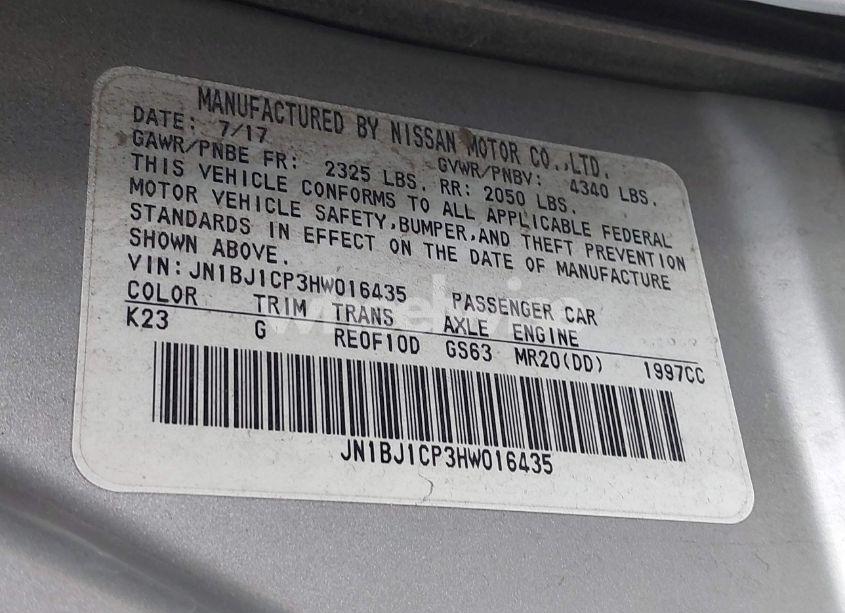 MANUFACTURED BY NISSAN MOTOR CO.,LTD.
DATE: 7/17 GVWR/PNBV: 4340 LBS.
GAWR/PNBE FR: 2325 LBS. RR: 2050 LBS.
THIS VEHICLE CONFORMS TO ALL APPLICABLE FEDERAL
MOTOR VEHICLE SAFETY,BUMPER,AND THEFT PREVENTION
STANDARDS IN EFFECT ON THE DATE OF MANUFACTURE
SHOWN ABOVE.
VIN:JN1BJ1CP3HW016435 PASSENGER CAR
COLOR TRIM TRANS AXLE ENGINE
K23 G RE0F10D GS63 MR20(DD) 1997CC
JN1BJ1CP3HW016435